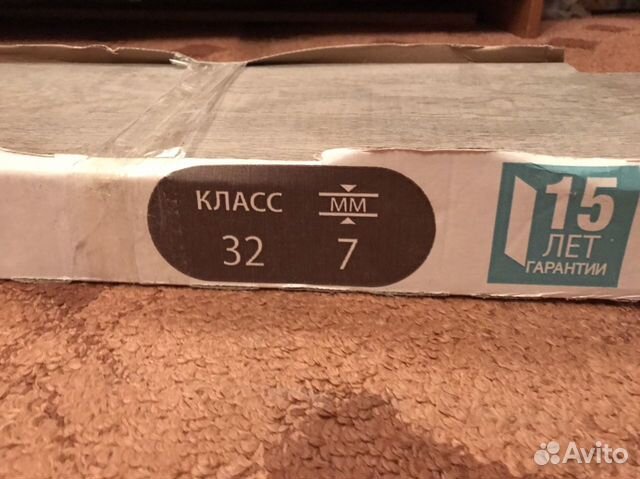 КЛАСС
ММ
32
7
15
ЛЕТ
ГАРАНТИИ
Avito